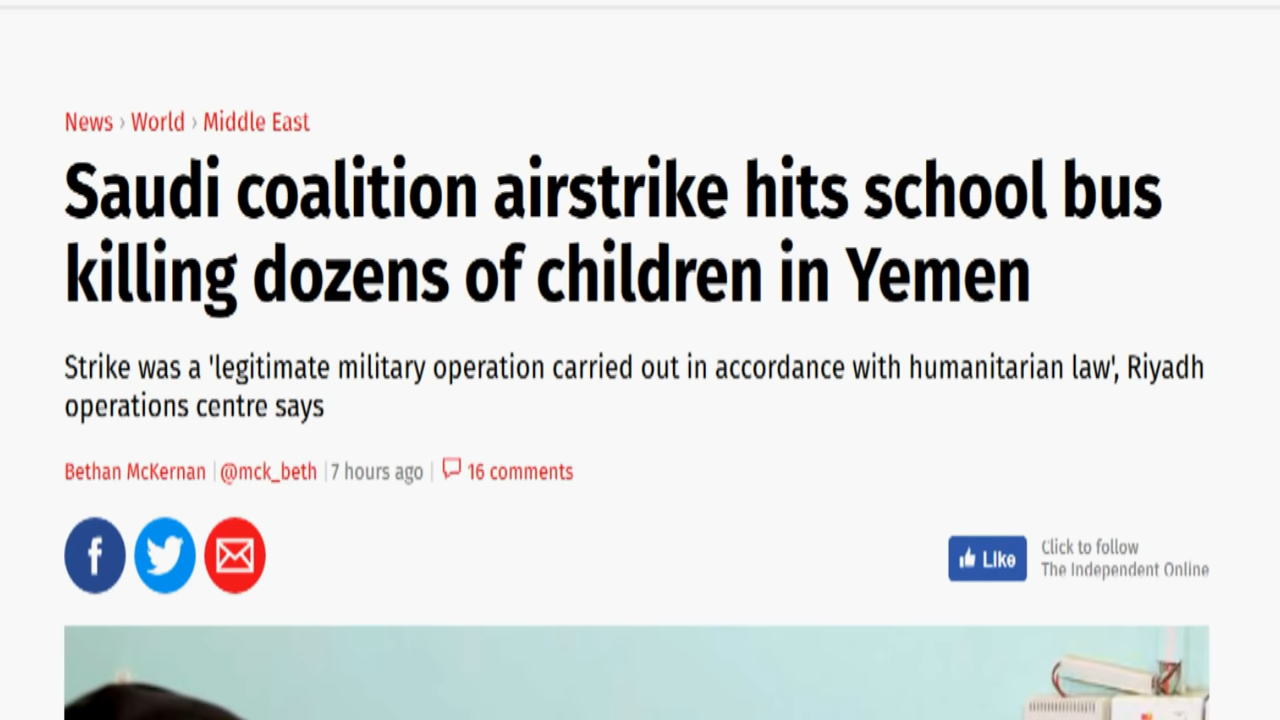 News › World › Middle East
Saudi coalition airstrike hits school bus
killing dozens of children in Yemen
Strike was a 'legitimate military operation carried out in accordance with humanitarian law', Riyadh
operations centre says
Bethan McKernan | @mck_beth | 7 hours ago | 16 comments
f
Like
Click to follow
The Independent Online